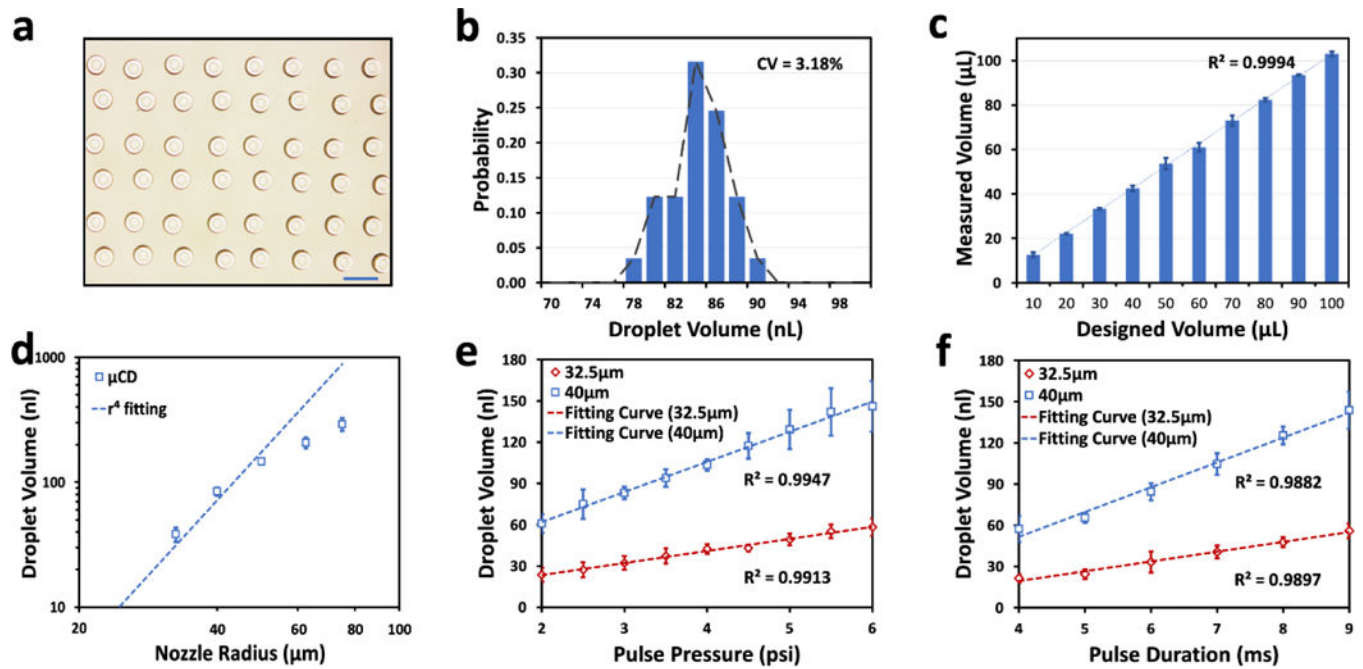 a
b
CV = 3.18%
Probability
0.35
0.30
0.25
0.20
0.15
0.10
0.05
0.00
70 74 78 82 86 90 94 98
Droplet Volume (nL)
c
R² = 0.9994
Measured Volume (µL)
100
80
60
40
20
0
10 20 30 40 50 60 70 80 90 100
Designed Volume (µL)
d
µCD
r⁴ fitting
Droplet Volume (nl)
1000
100
10
20 40 60 80 100
Nozzle Radius (µm)
e
32.5µm
40µm
Fitting Curve (32.5µm)
Fitting Curve (40µm)
R² = 0.9947
R² = 0.9913
Droplet Volume (nl)
180
150
120
90
60
30
0
2 3 4 5 6
Pulse Pressure (psi)
f
32.5µm
40µm
Fitting Curve (32.5µm)
Fitting Curve (40µm)
R² = 0.9882
R² = 0.9897
Droplet Volume (nl)
180
150
120
90
60
30
0
4 5 6 7 8 9
Pulse Duration (ms)